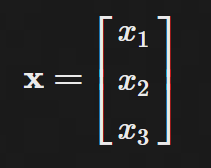 x = [ x₁
x₂
x₃ ]